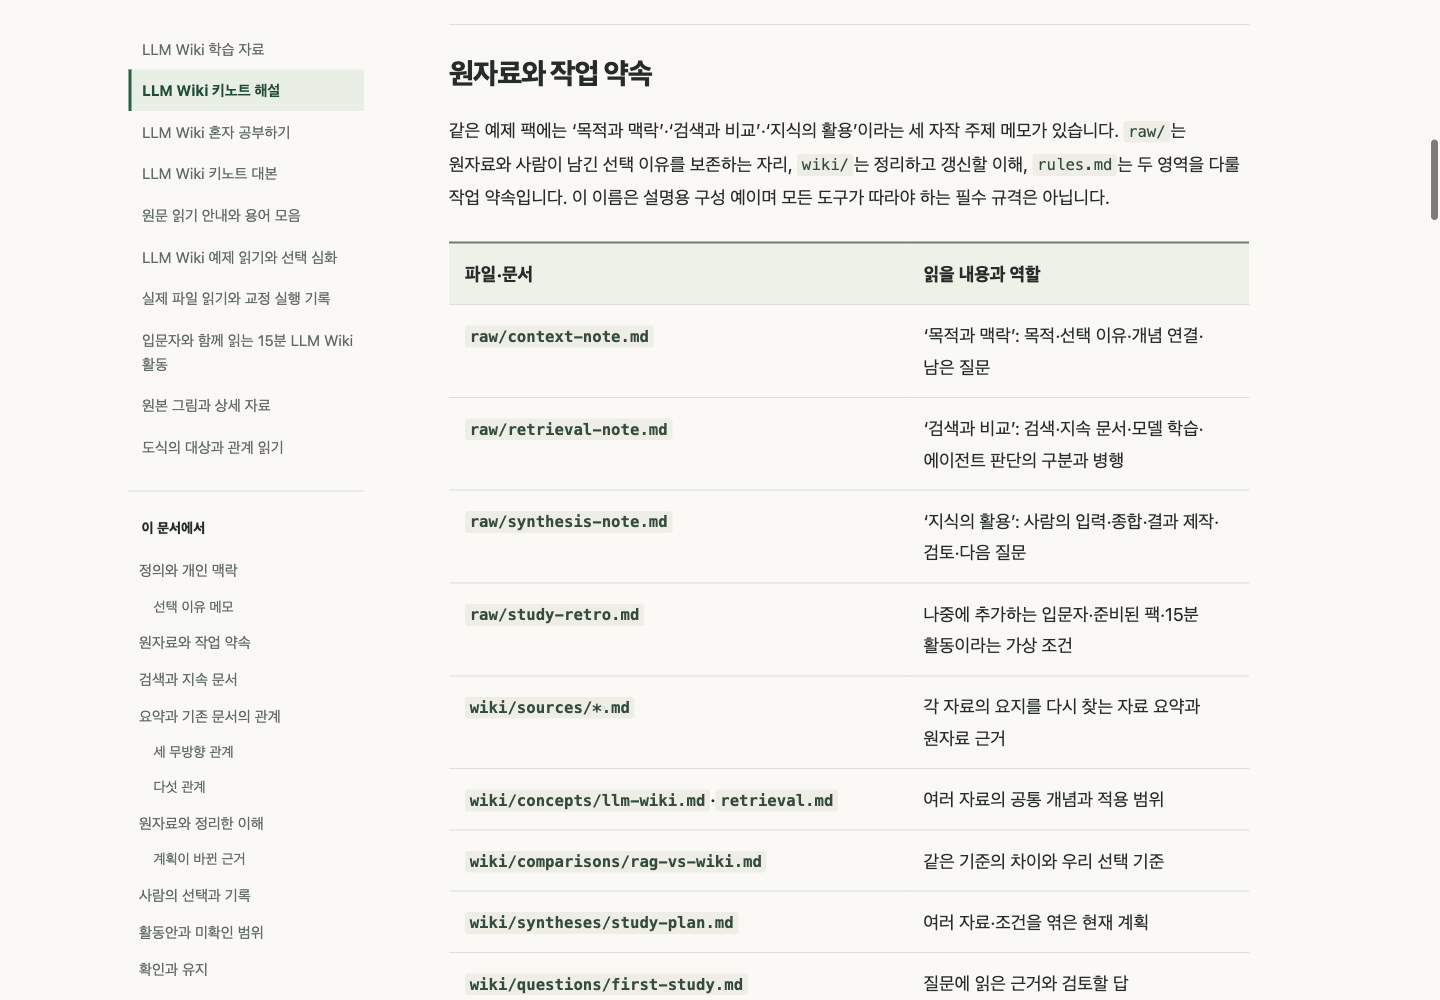 LLM Wiki 학습 자료
LLM Wiki 키노트 해설
LLM Wiki 혼자 공부하기
LLM Wiki 키노트 대본
원문 읽기 안내와 용어 모음
LLM Wiki 예제 읽기와 선택 심화
실제 파일 읽기와 교정 실행 기록
입문자와 함께 읽는 15분 LLM Wiki
활동
원본 그림과 상세 자료
도식의 대상과 관계 읽기
이 문서에서
정의와 개인 맥락
선택 이유 메모
원자료와 작업 약속
검색과 지속 문서
요약과 기존 문서의 관계
세 무방향 관계
다섯 관계
원자료와 정리한 이해
계획이 바뀐 근거
사람의 선택과 기록
활동안과 미확인 범위
확인과 유지
원자료와 작업 약속
같은 예제 팩에는 ‘목적과 맥락’·‘검색과 비교’·‘지식의 활용’이라는 세 자작 주제 메모가 있습니다. raw/는
원자료와 사람이 남긴 선택 이유를 보존하는 자리, wiki/는 정리하고 갱신할 이해, rules.md는 두 영역을 다룰
작업 약속입니다. 이 이름은 설명용 구성 예이며 모든 도구가 따라야 하는 필수 규격은 아닙니다.
파일·문서 읽을 내용과 역할
raw/context-note.md ‘목적과 맥락’: 목적·선택 이유·개념 연결·
남은 질문
raw/retrieval-note.md ‘검색과 비교’: 검색·지속 문서·모델 학습·
에이전트 판단의 구분과 병행
raw/synthesis-note.md ‘지식의 활용’: 사람의 입력·종합·결과 제작·
검토·다음 질문
raw/study-retro.md 나중에 추가하는 입문자·준비된 팩·15분
활동이라는 가상 조건
wiki/sources/*.md 각 자료의 요지를 다시 찾는 자료 요약과
원자료 근거
wiki/concepts/llm-wiki.md·retrieval.md 여러 자료의 공통 개념과 적용 범위
wiki/comparisons/rag-vs-wiki.md 같은 기준의 차이와 우리 선택 기준
wiki/syntheses/study-plan.md 여러 자료·조건을 엮은 현재 계획
wiki/questions/first-study.md 질문에 읽은 근거와 검토할 답